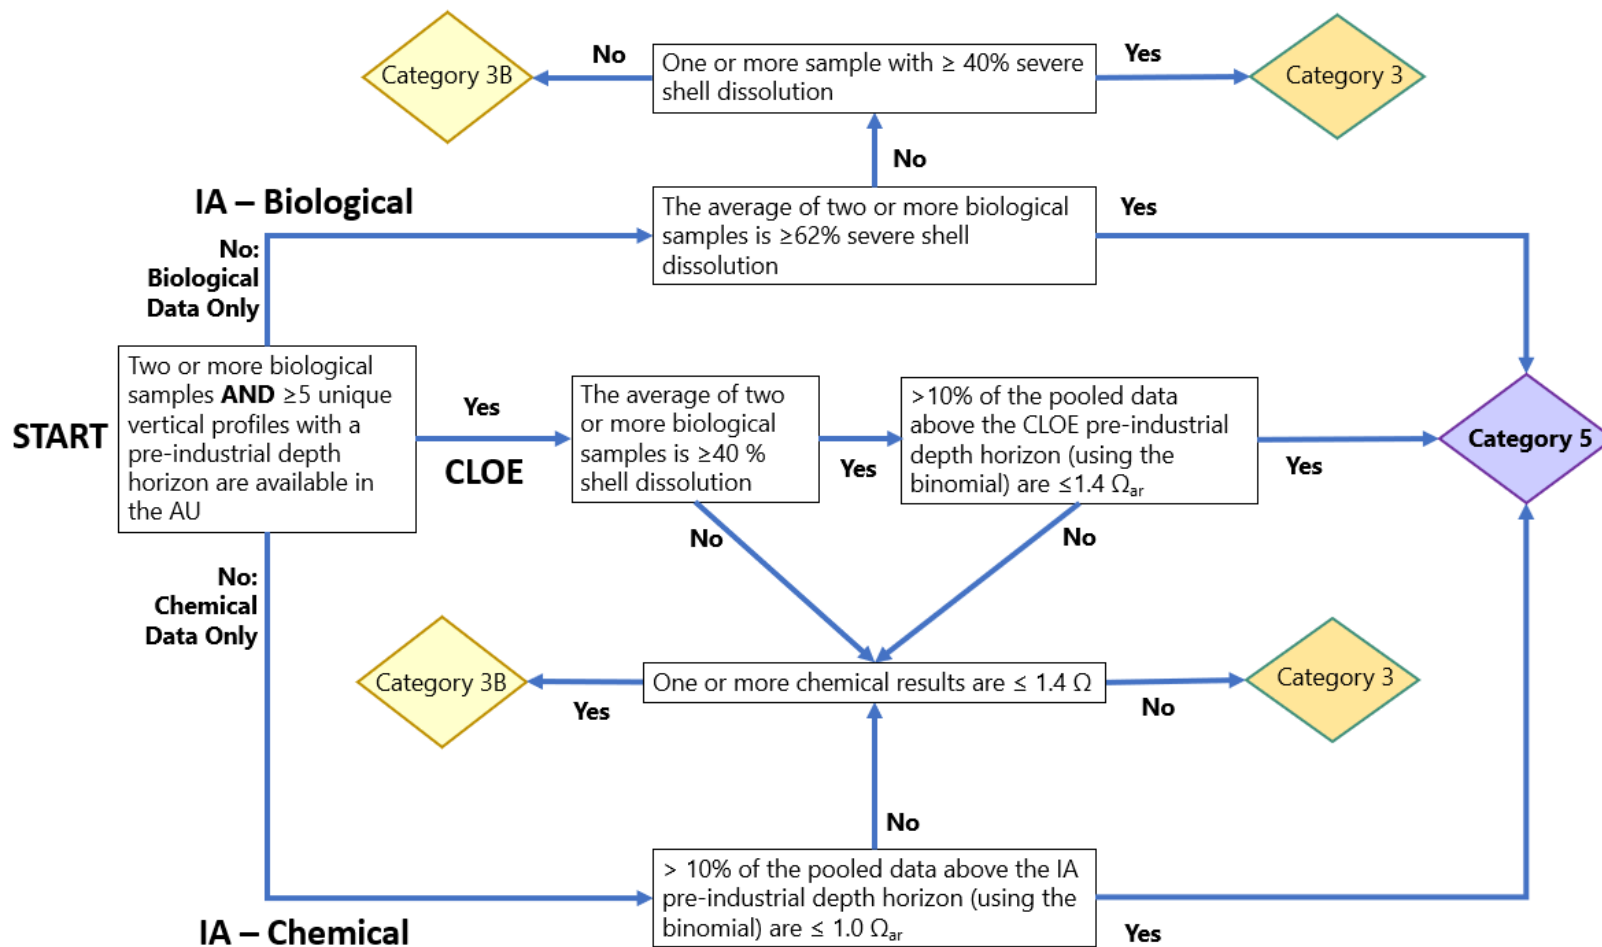 No
Yes
Category 3B
One or more sample with ≥ 40% severe
shell dissolution
Category 3
No
IA – Biological
The average of two or more biological
samples is ≥62% severe shell
dissolution
Yes
No:
Biological
Data Only
START
Two or more biological
samples AND ≥5 unique
vertical profiles with a
pre-industrial depth
horizon are available in
the AU
Yes
CLOE
The average of two
or more biological
samples is ≥40 %
shell dissolution
Yes
>10% of the pooled data
above the CLOE pre-industrial
depth horizon (using the
binomial) are ≤1.4 Ωar
Yes
Category 5
No
No
No:
Chemical
Data Only
Category 3B
Yes
One or more chemical results are ≤ 1.4 Ω
No
Category 3
No
IA – Chemical
> 10% of the pooled data above the IA
pre-industrial depth horizon (using the
binomial) are ≤ 1.0 Ωar
Yes